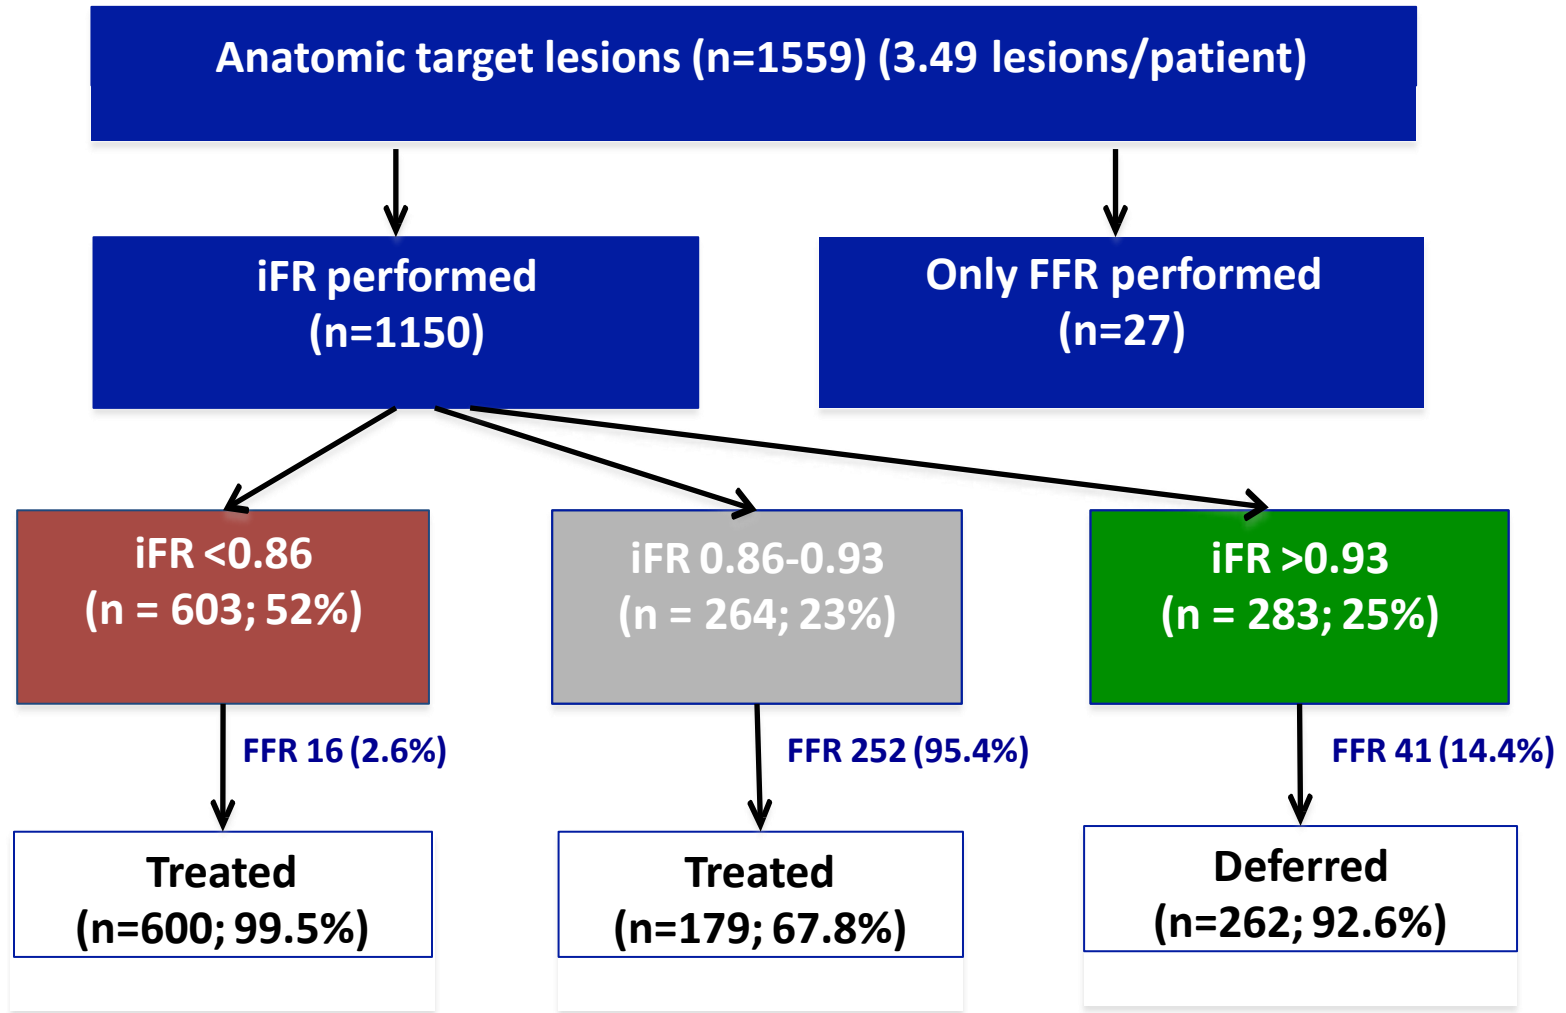 Anatomic target lesions (n=1559) (3.49 lesions/patient)
iFR performed
(n=1150)
Only FFR performed
(n=27)
iFR <0.86
(n = 603; 52%)
iFR 0.86-0.93
(n = 264; 23%)
iFR >0.93
(n = 283; 25%)
FFR 16 (2.6%)
FFR 252 (95.4%)
FFR 41 (14.4%)
Treated
(n=600; 99.5%)
Treated
(n=179; 67.8%)
Deferred
(n=262; 92.6%)